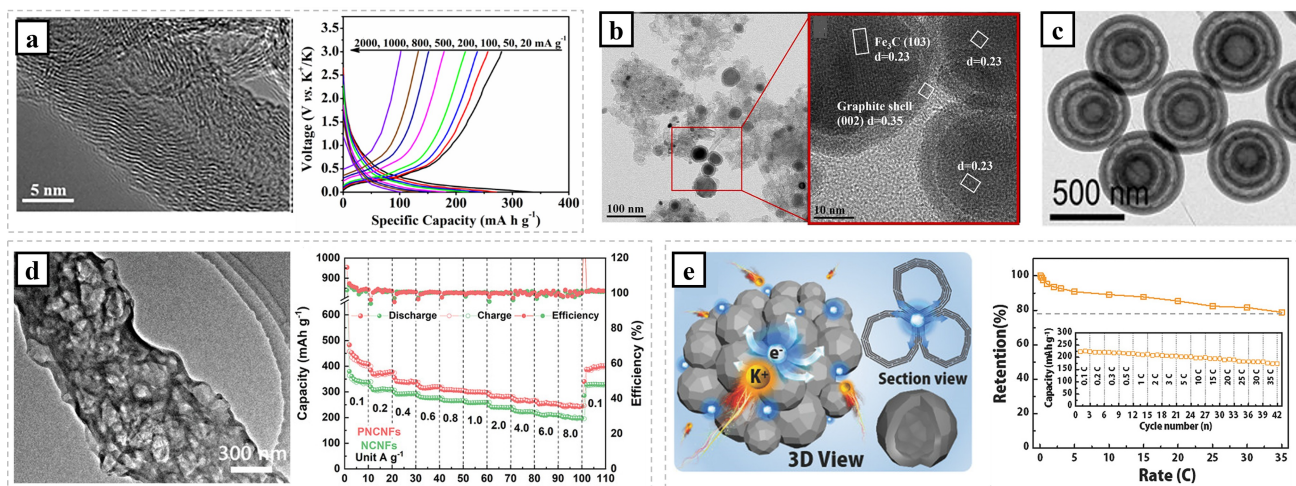 a
5 nm
Voltage (V vs. K⁺/K)
3.5
3.0
2.5
2.0
1.5
1.0
0.5
0.0
2000, 1000, 800, 500, 200, 100, 50, 20 mA g⁻¹
0 100 200 300 400
Specific Capacity (mA h g⁻¹)
b
100 nm
Fe₃C (103)
d=0.23
d=0.23
Graphite shell
(002) d=0.35
d=0.23
10 nm
c
500 nm
d
300 nm
Capacity (mAh g⁻¹)
1000
900
800
500
400
300
200
100
0
Discharge Charge Efficiency
0.1 0.2 0.4 0.6 0.8 1.0 2.0 4.0 6.0 8.0 0.1
PNCNFs
NCNFs
Unit A g⁻¹
0 10 20 30 40 50 60 70 80 90 100 110
120
100
80
60
40
20
0
Efficiency (%)
e
e⁻
K⁺
3D View
Section view
Retention(%)
100
80
60
40
20
0
Capacity(mAh g⁻¹)
250
200
150
100
50
0
0.1 C 0.2 C 0.3 C 0.5 C 1 C 2 C 3 C 5 C 10 C 15 C 20 C 25 C 30 C 35 C
0 3 6 9 12 15 18 21 24 27 30 33 36 39 42
Cycle number (n)
0 5 10 15 20 25 30 35
Rate (C)